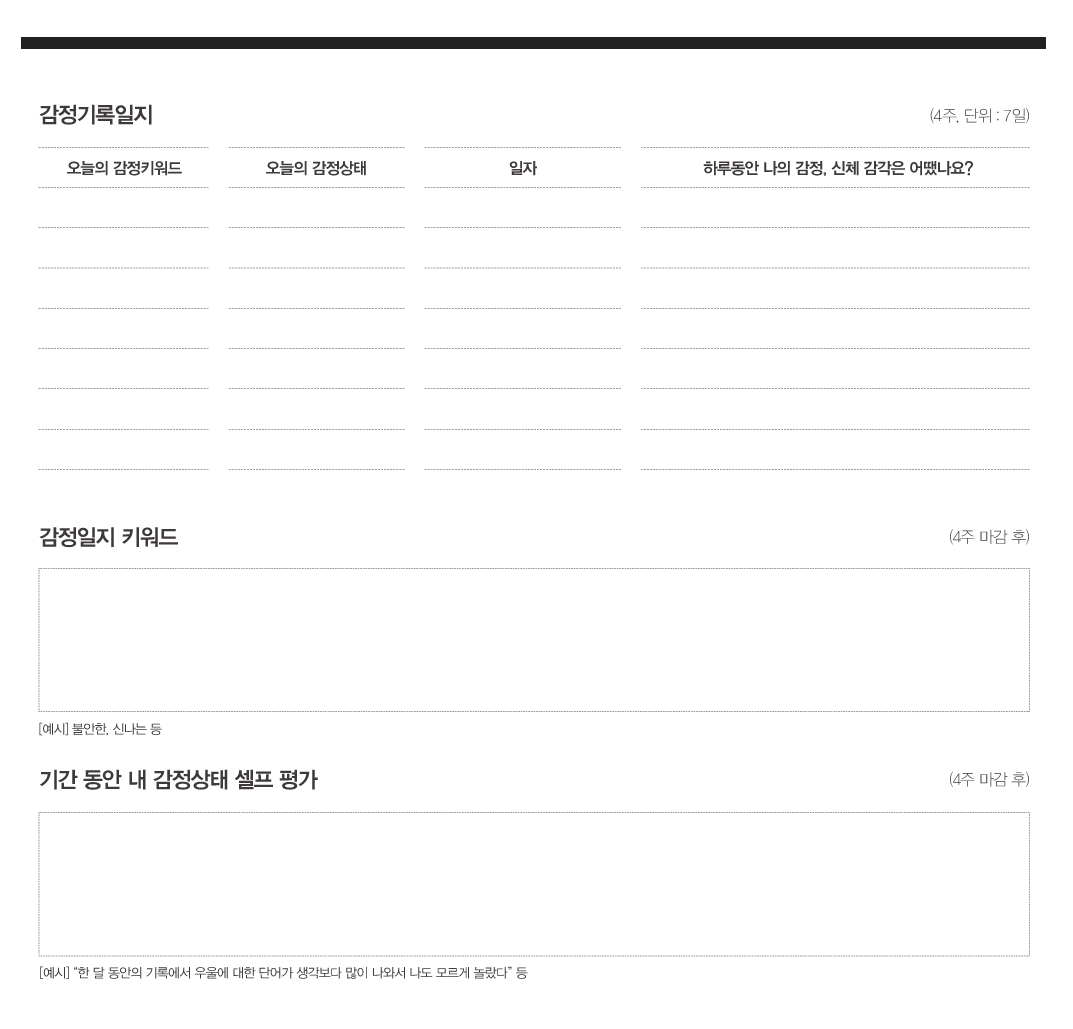 감정기록일지
(4주, 단위 : 7일)
오늘의 감정키워드 오늘의 감정상태 일자 하루동안 나의 감정, 신체 감각은 어땠나요?
감정일지 키워드
(4주 마감 후)
[예시] 불안한, 신나는 등
기간 동안 내 감정상태 셀프 평가
(4주 마감 후)
[예시] “한 달 동안의 기록에서 우울에 대한 단어가 생각보다 많이 나와서 나도 모르게 놀랐다” 등